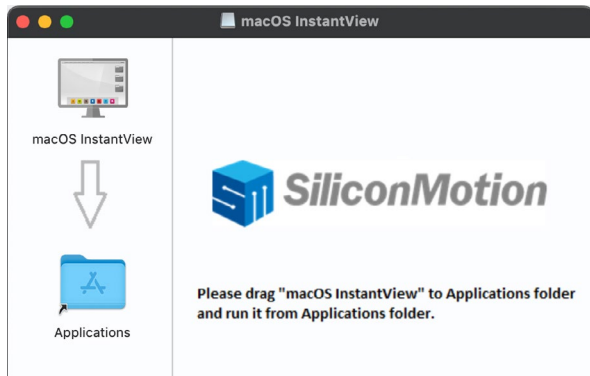 macOS InstantView
macOS InstantView
Applications
SiliconMotion
Please drag "macOS InstantView" to Applications folder
and run it from Applications folder.